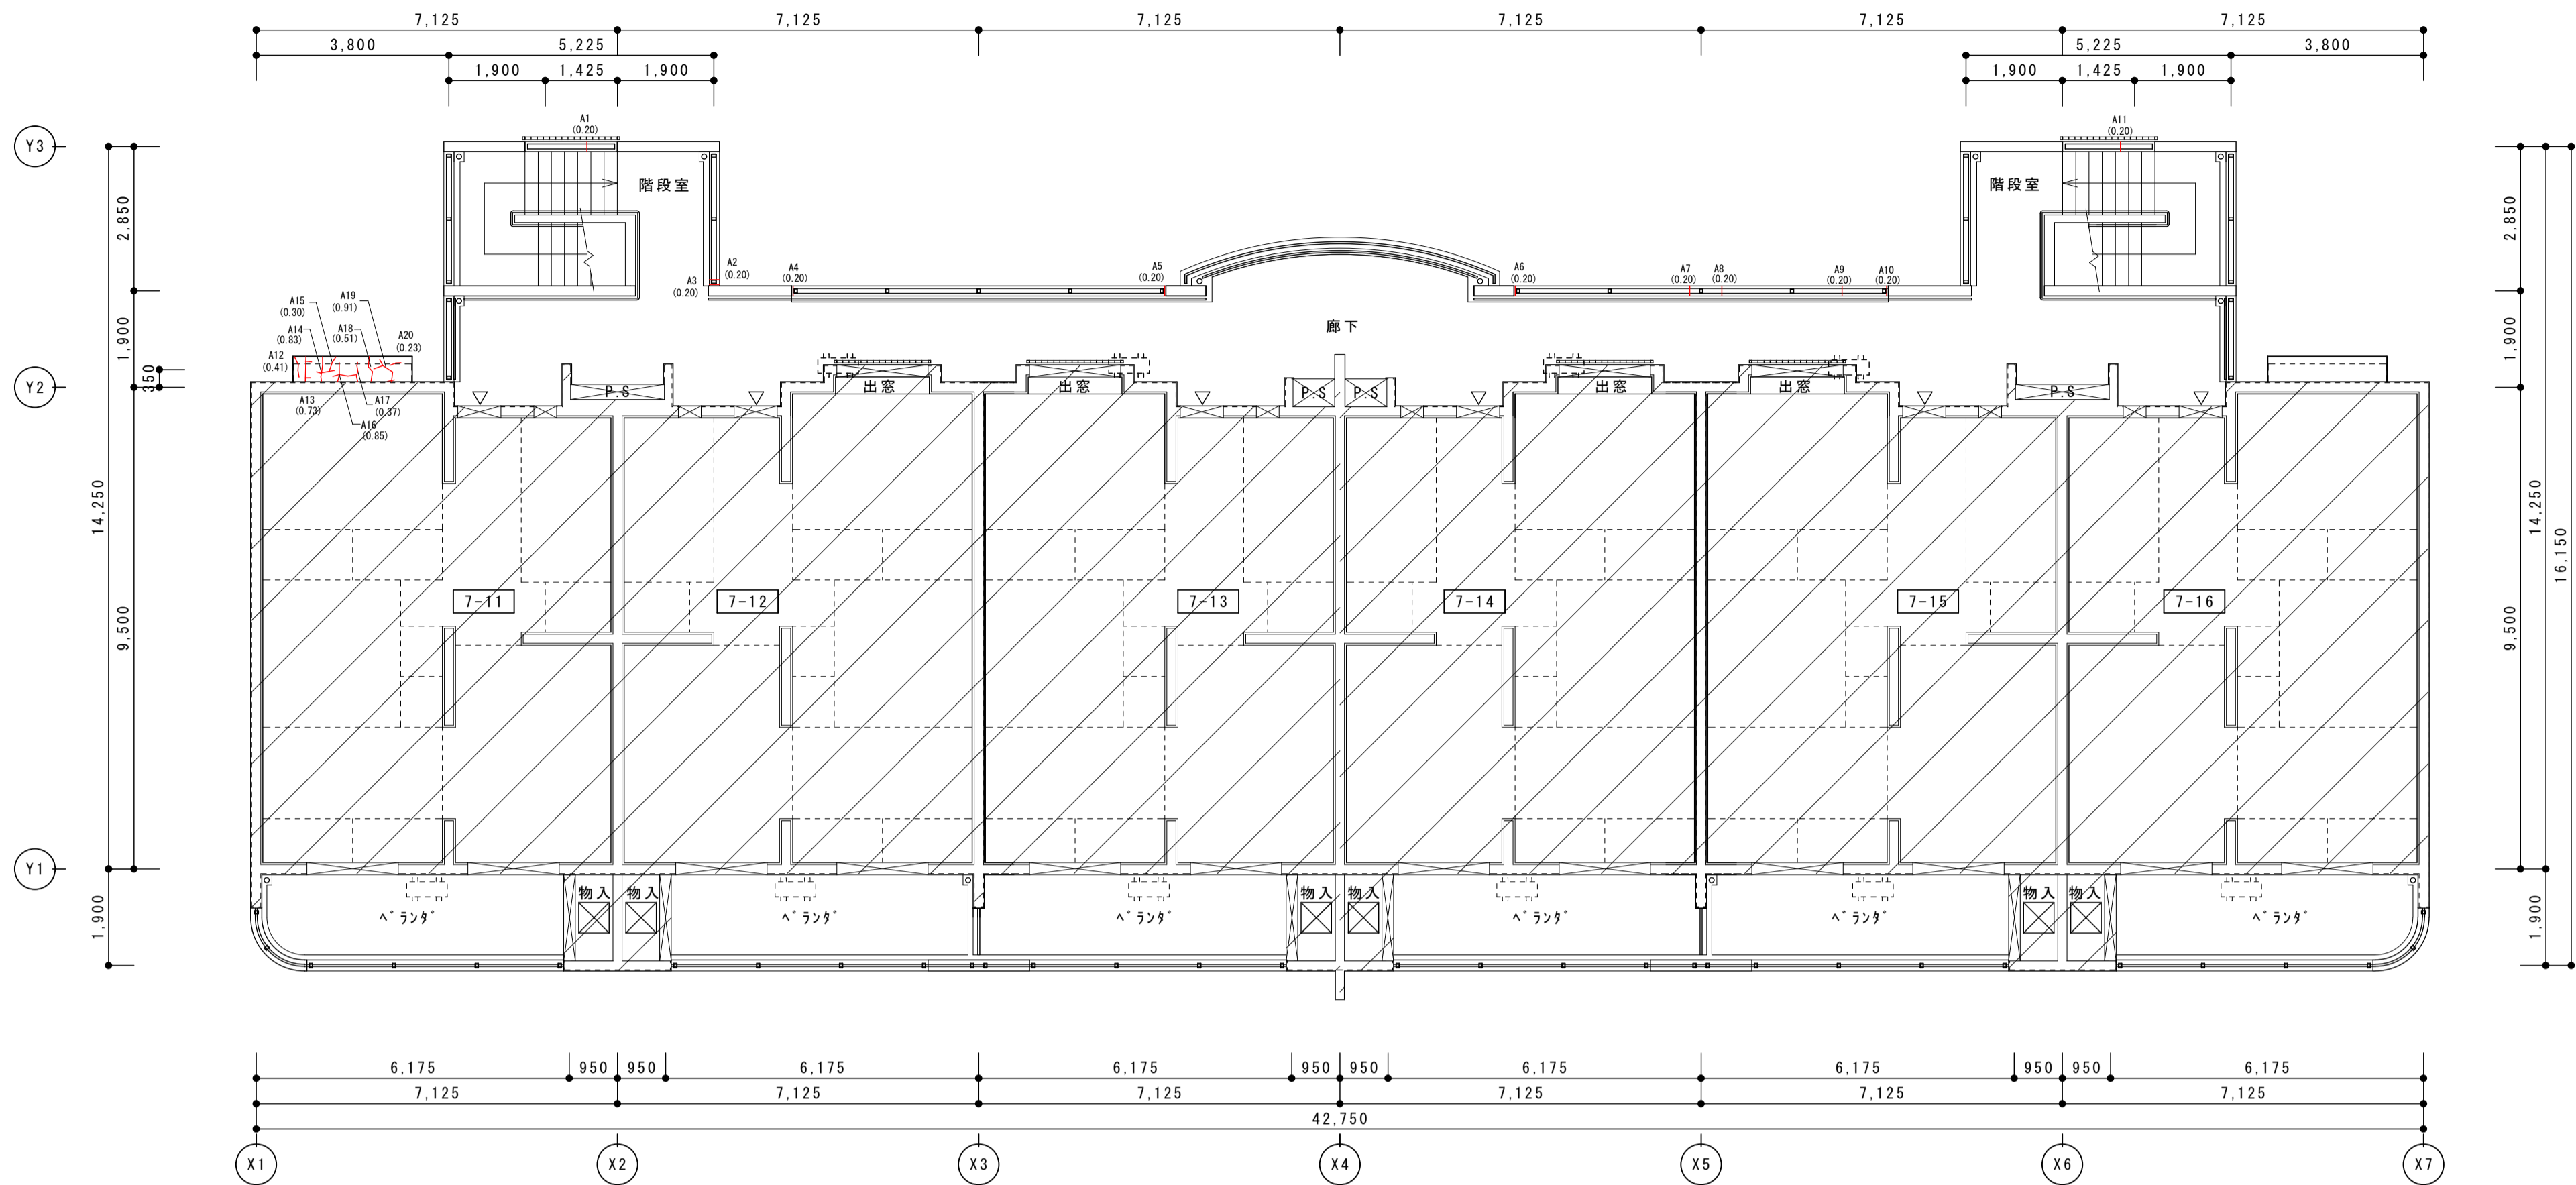 7,125 7,125 7,125 7,125 7,125 7,125
3,800 5,225 5,225 3,800
1,900 1,425 1,900 1,900 1,425 1,900
A1
(0.20)
A11
(0.20)
Y3
階段室 階段室
2,850 2,850
A2
(0.20)
A3
(0.20)
A4
(0.20)
A5
(0.20)
A6
(0.20)
A7
(0.20)
A8
(0.20)
A9
(0.20)
A10
(0.20)
A15
(0.30)
A19
(0.91)
A14
(0.83)
A18
(0.51)
A20
(0.23)
A12
(0.41)
廊下
1,900 1,900
350
Y2
P.S 出窓 出窓 P.S P.S 出窓 出窓 P.S
A13
(0.73)
A17
(0.37)
A16
(0.85)
14,250 14,250
16,150
9,500 9,500
7-11 7-12 7-13 7-14 7-15 7-16
Y1
物入 物入 物入 物入 物入 物入
ベランダ ベランダ ベランダ ベランダ ベランダ ベランダ
1,900 1,900
6,175 950 950 6,175 6,175 950 950 6,175 6,175 950 950 6,175
7,125 7,125 7,125 7,125 7,125 7,125
42,750
X1 X2 X3 X4 X5 X6 X7